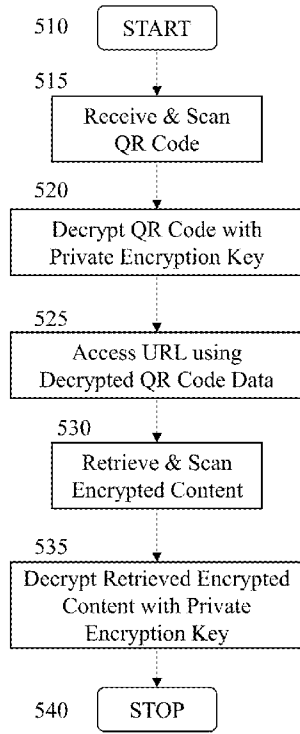 510
START
515
Receive & Scan
QR Code
520
Decrypt QR Code with
Private Encryption Key
525
Access URL using
Decrypted QR Code Data
530
Retrieve & Scan
Encrypted Content
535
Decrypt Retrieved Encrypted
Content with Private
Encryption Key
540
STOP